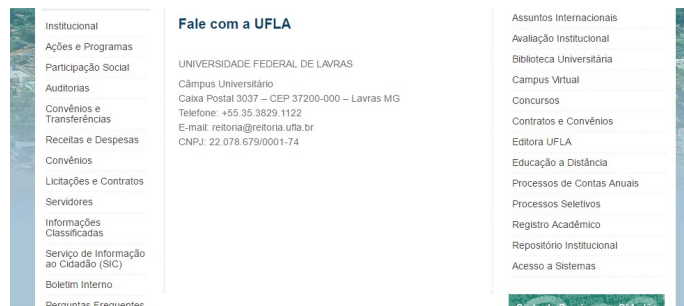 Institucional
Ações e Programas
Participação Social
Auditorias
Convênios e
Transferências
Receitas e Despesas
Convênios
Licitações e Contratos
Servidores
Informações
Classificadas
Serviço de Informação
ao Cidadão (SIC)
Boletim Interno
Perguntas Frequentes
Fale com a UFLA
UNIVERSIDADE FEDERAL DE LAVRAS
Câmpus Universitário
Caixa Postal 3037 – CEP 37200-000 – Lavras MG
Telefone: +55.35.3829.1122
E-mail: reitoria@reitoria.ufla.br
CNPJ: 22.078.679/0001-74
Assuntos Internacionais
Avaliação Institucional
Biblioteca Universitária
Campus Virtual
Concursos
Contratos e Convênios
Editora UFLA
Educação a Distância
Processos de Contas Anuais
Processos Seletivos
Registro Acadêmico
Repositório Institucional
Acesso a Sistemas